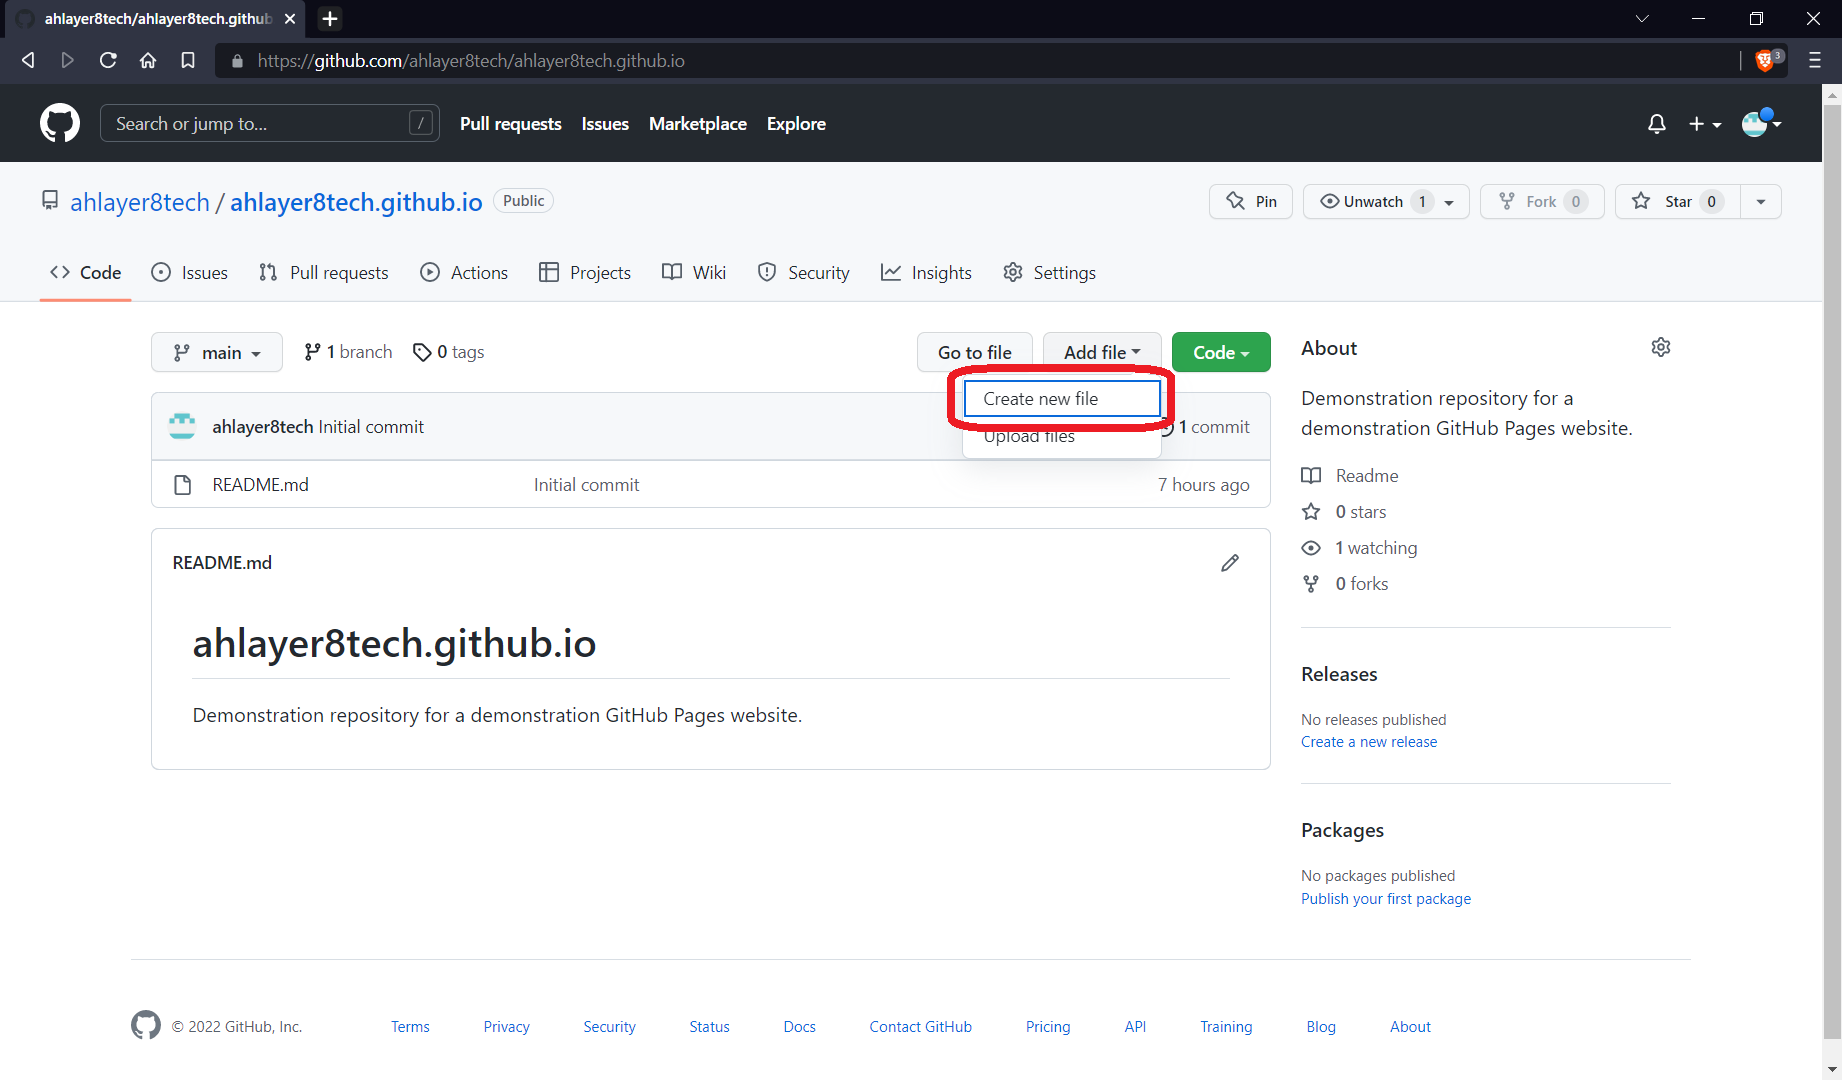 ahlayer8tech/ahlayer8tech.github
https://github.com/ahlayer8tech/ahlayer8tech.github.io
3
Search or jump to... /
Pull requests Issues Marketplace Explore
ahlayer8tech / ahlayer8tech.github.io Public
Pin Unwatch 1 Fork 0 Star 0
Code Issues Pull requests Actions Projects Wiki Security Insights Settings
main 1 branch 0 tags Go to file Add file Code
Create new file
Upload files
ahlayer8tech Initial commit 1 commit
README.md Initial commit 7 hours ago
README.md
ahlayer8tech.github.io
Demonstration repository for a demonstration GitHub Pages website.
About
Demonstration repository for a
demonstration GitHub Pages website.
Readme
0 stars
1 watching
0 forks
Releases
No releases published
Create a new release
Packages
No packages published
Publish your first package
© 2022 GitHub, Inc. Terms Privacy Security Status Docs Contact GitHub Pricing API Training Blog About